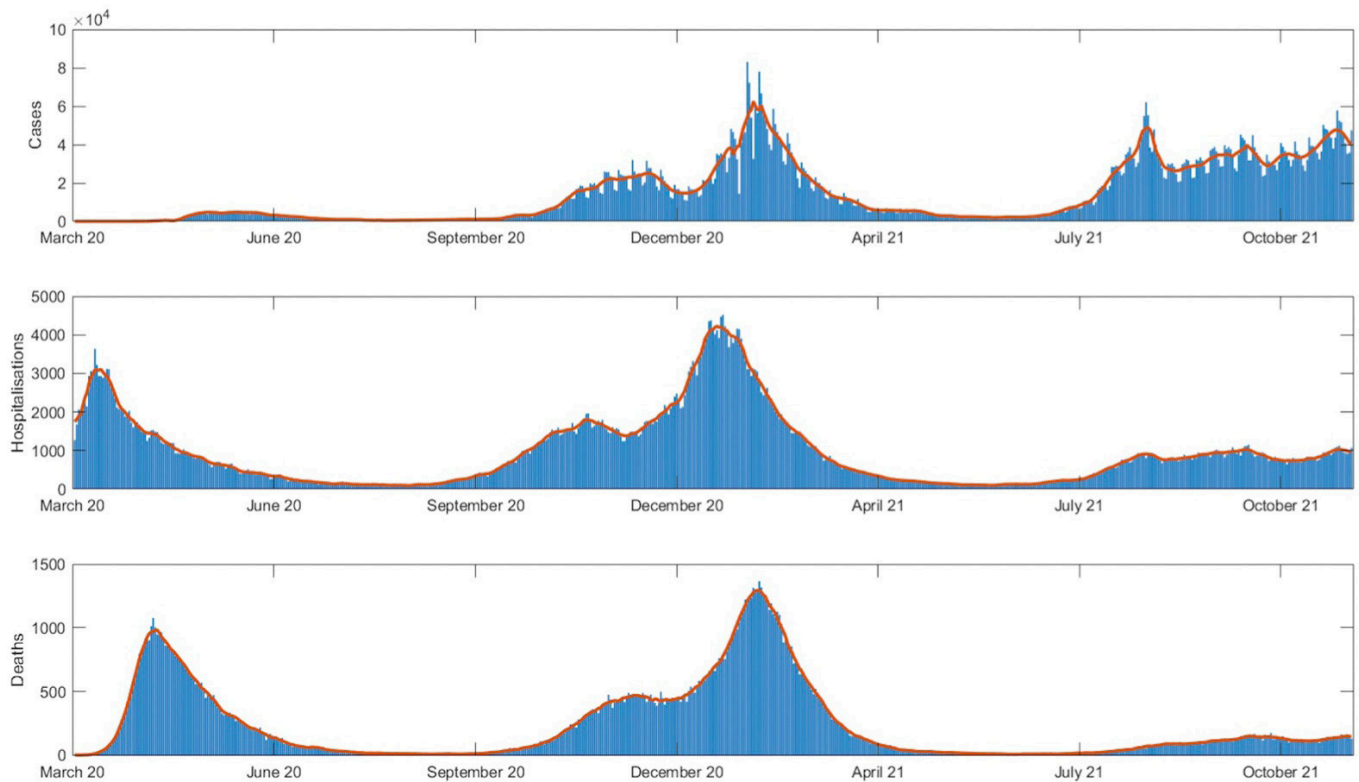 ×10⁴
10
8
6
4
2
0
Cases
March 20 June 20 September 20 December 20 April 21 July 21 October 21
5000
4000
3000
2000
1000
0
Hospitalisations
March 20 June 20 September 20 December 20 April 21 July 21 October 21
1500
1000
500
0
Deaths
March 20 June 20 September 20 December 20 April 21 July 21 October 21